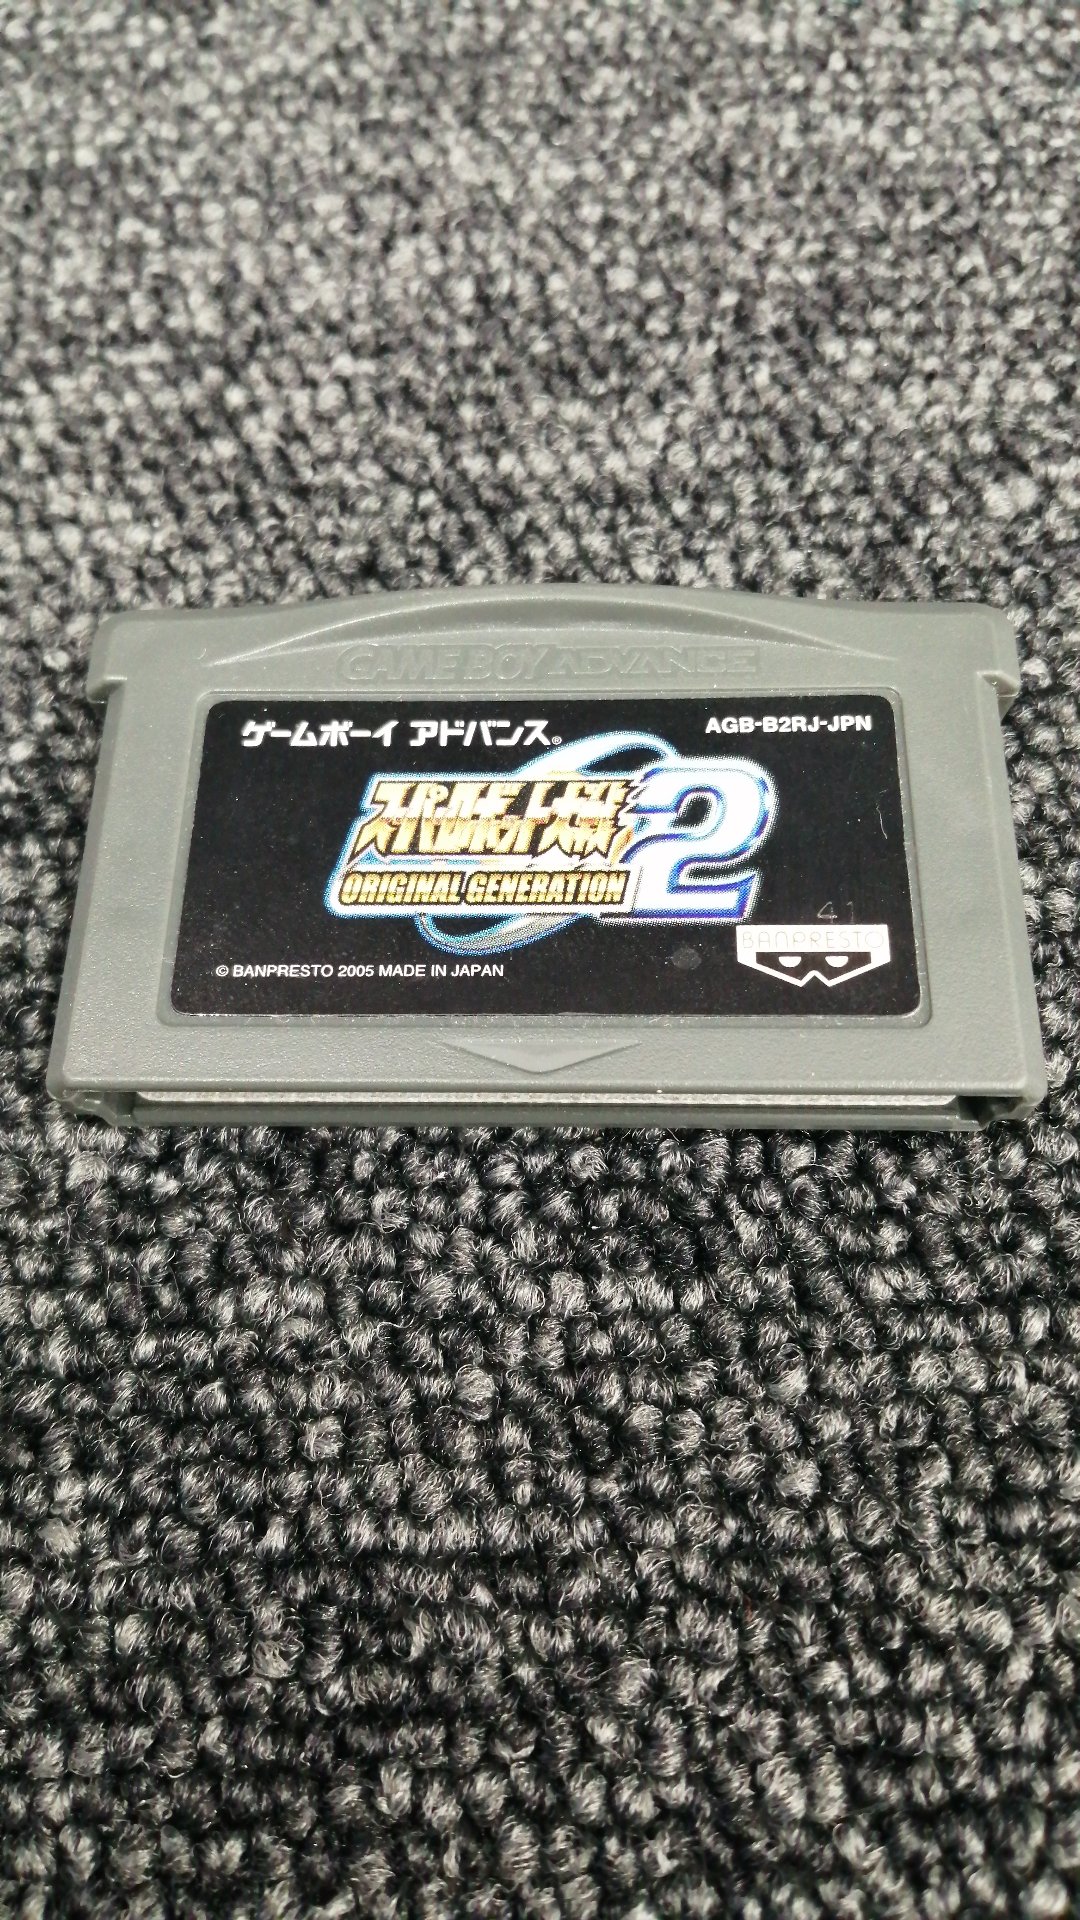 GAME BOY ADVANCE
ゲームボーイ アドバンス®
AGB-B2RJ-JPN
スーパーロボット大戦
ORIGINAL GENERATION
2
41
BANPRESTO
© BANPRESTO 2005 MADE IN JAPAN